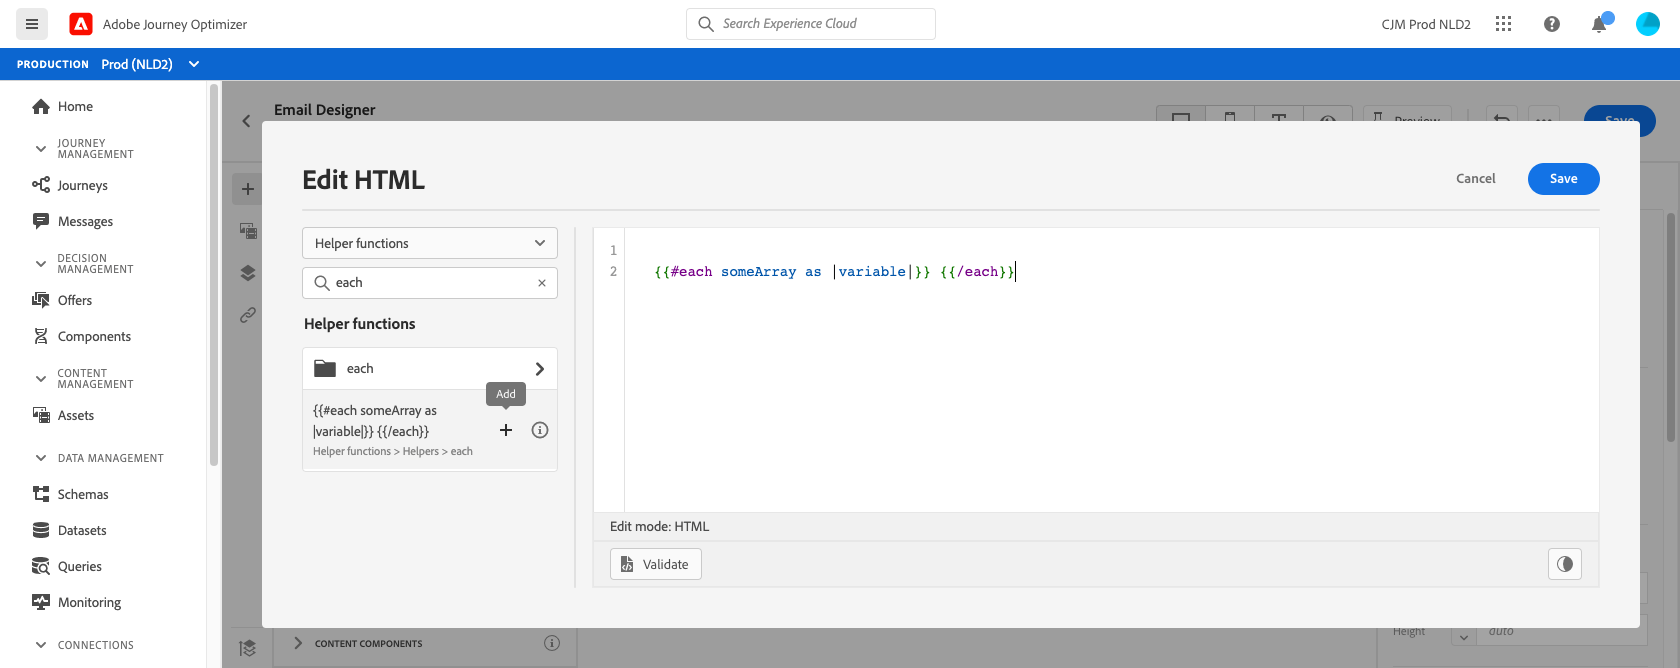 Adobe Journey Optimizer
Search Experience Cloud
CJM Prod NLD2
PRODUCTION Prod (NLD2)
Home
JOURNEY
MANAGEMENT
Journeys
Messages
DECISION
MANAGEMENT
Offers
Components
CONTENT
MANAGEMENT
Assets
DATA MANAGEMENT
Schemas
Datasets
Queries
Monitoring
CONNECTIONS
Email Designer
Preview
Save
Edit HTML
Cancel
Save
Helper functions
each
Helper functions
each
Add
{{#each someArray as
|variable|}} {{/each}}
Helper functions > Helpers > each
1
2 {{#each someArray as |variable|}} {{/each}}
Edit mode: HTML
Validate
CONTENT COMPONENTS
Height
auto